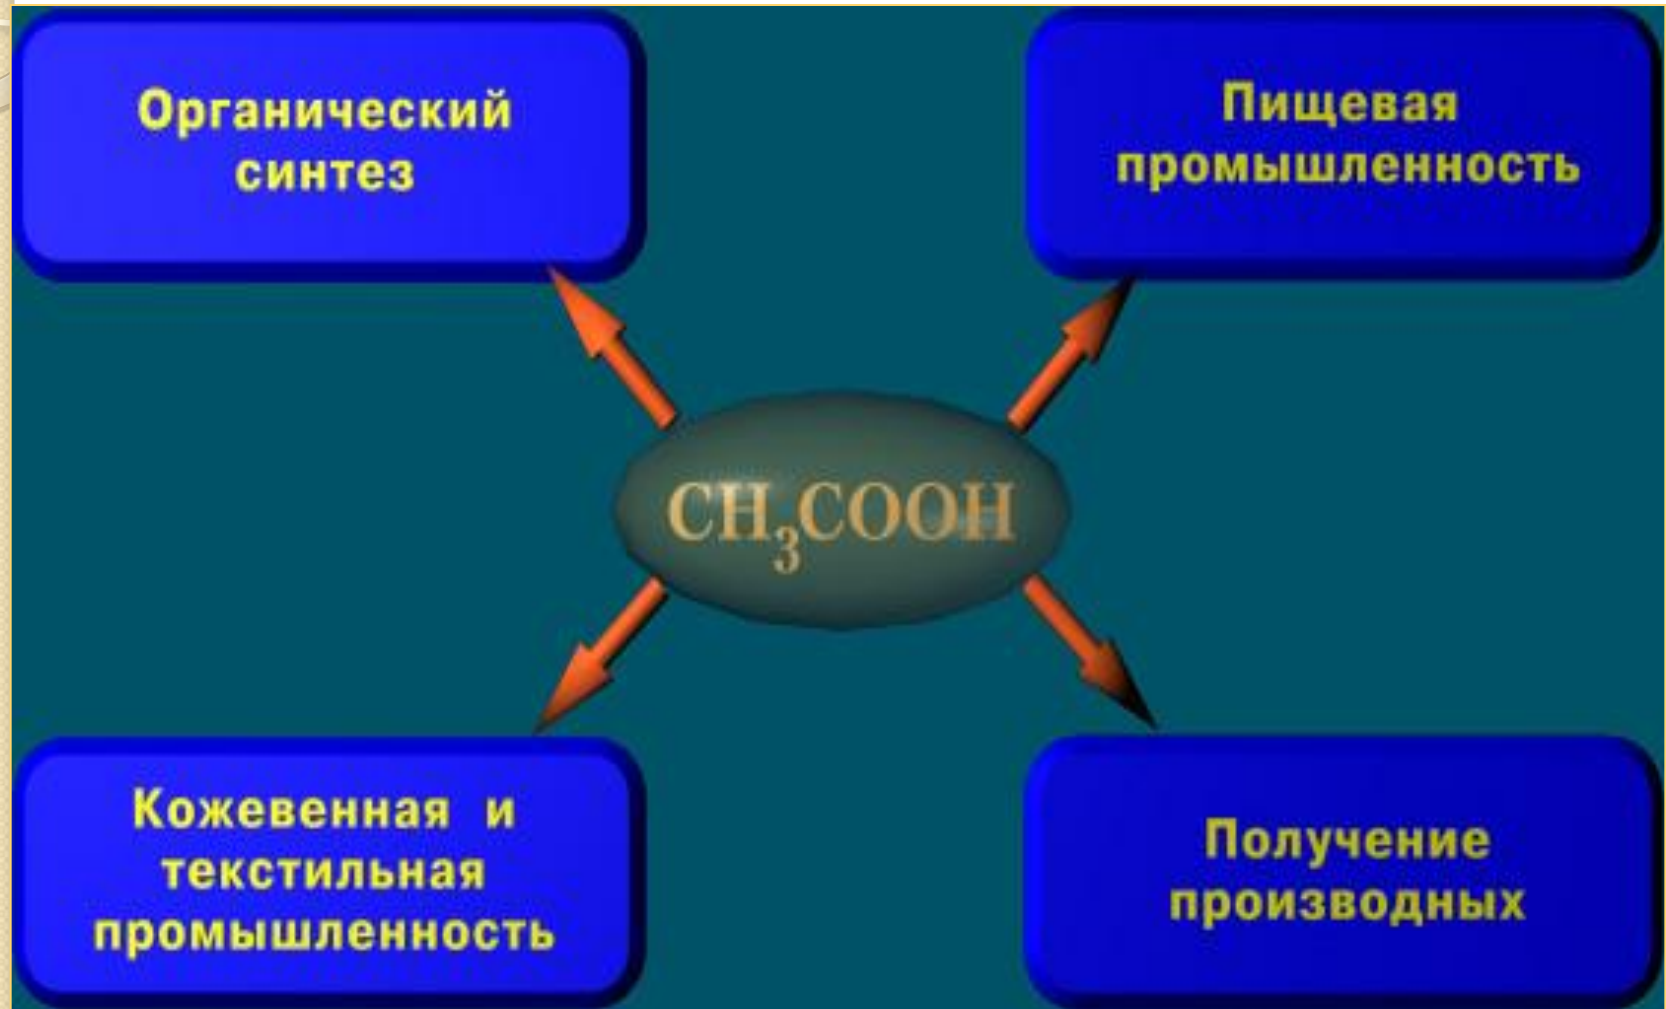 Органический
синтез
Пищевая
промышленность
CH₃COOH
Кожевенная и
текстильная
промышленность
Получение
производных